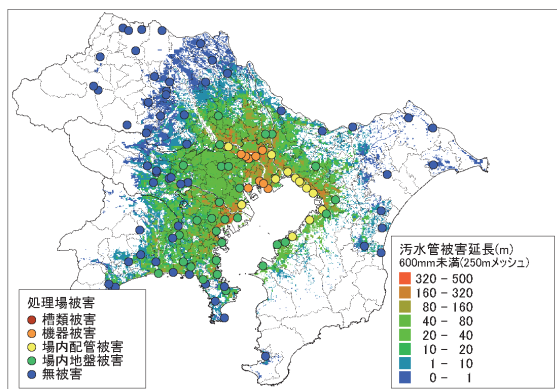 処理場被害
槽類被害
機器被害
場内配管被害
場内地盤被害
無被害
汚水管被害延長(m)
600mm未満(250mメッシュ)
320 - 500
160 - 320
80 - 160
40 - 80
20 - 40
10 - 20
1 - 10
0 - 1